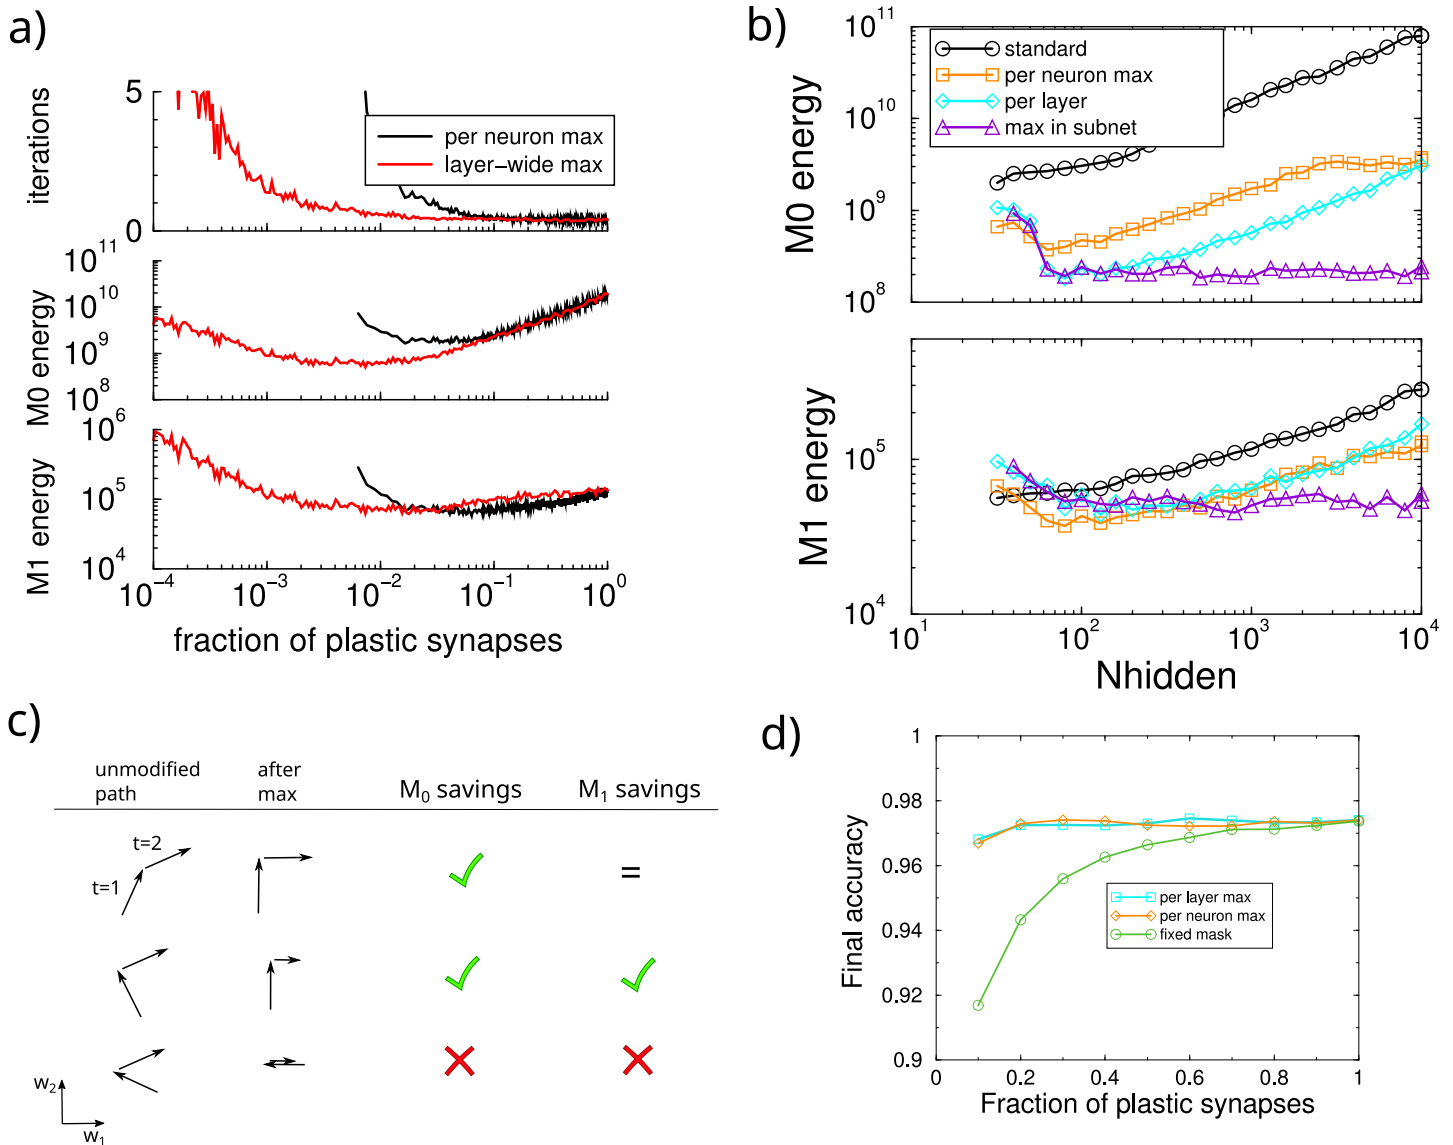 a)
iterations
5
0
per neuron max
layer−wide max
M0 energy
10^11
10^10
10^9
10^8
M1 energy
10^6
10^5
10^4
10^−4
10^−3
10^−2
10^−1
10^0
fraction of plastic synapses
b)
standard
per neuron max
per layer
max in subnet
M0 energy
10^11
10^10
10^9
10^8
M1 energy
10^5
10^4
10^1
10^2
10^3
10^4
Nhidden
c)
unmodified path
after max
M_0 savings
M_1 savings
t=2
t=1
=
w_2
w_1
d)
Final accuracy
1
0.98
0.96
0.94
0.92
0.9
per layer max
per neuron max
fixed mask
0
0.2
0.4
0.6
0.8
1
Fraction of plastic synapses